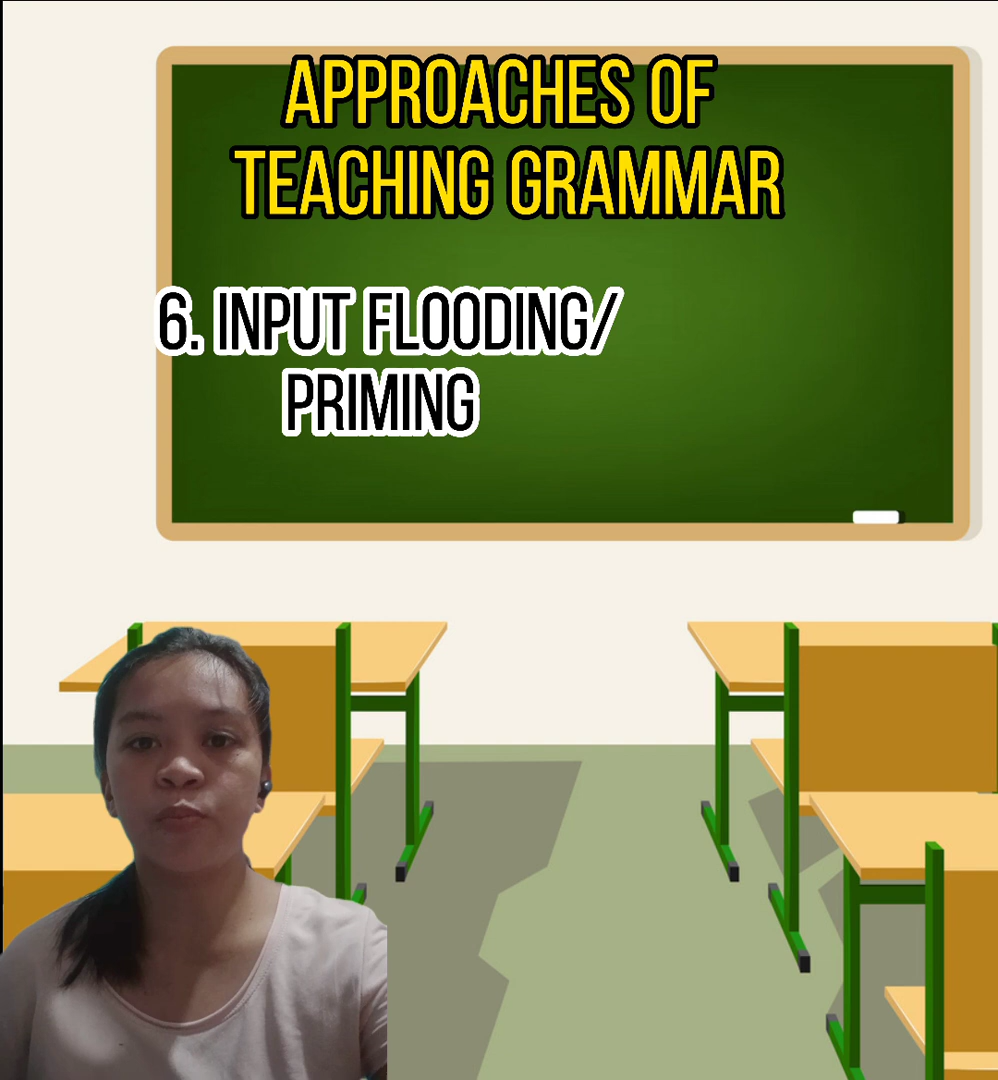 APPROACHES OF
TEACHING GRAMMAR
6. INPUT FLOODING/
PRIMING